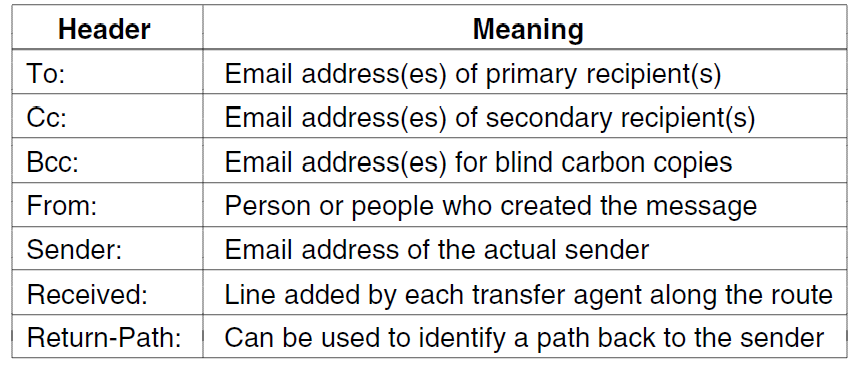 Header Meaning
To: Email address(es) of primary recipient(s)
Cc: Email address(es) of secondary recipient(s)
Bcc: Email address(es) for blind carbon copies
From: Person or people who created the message
Sender: Email address of the actual sender
Received: Line added by each transfer agent along the route
Return-Path: Can be used to identify a path back to the sender